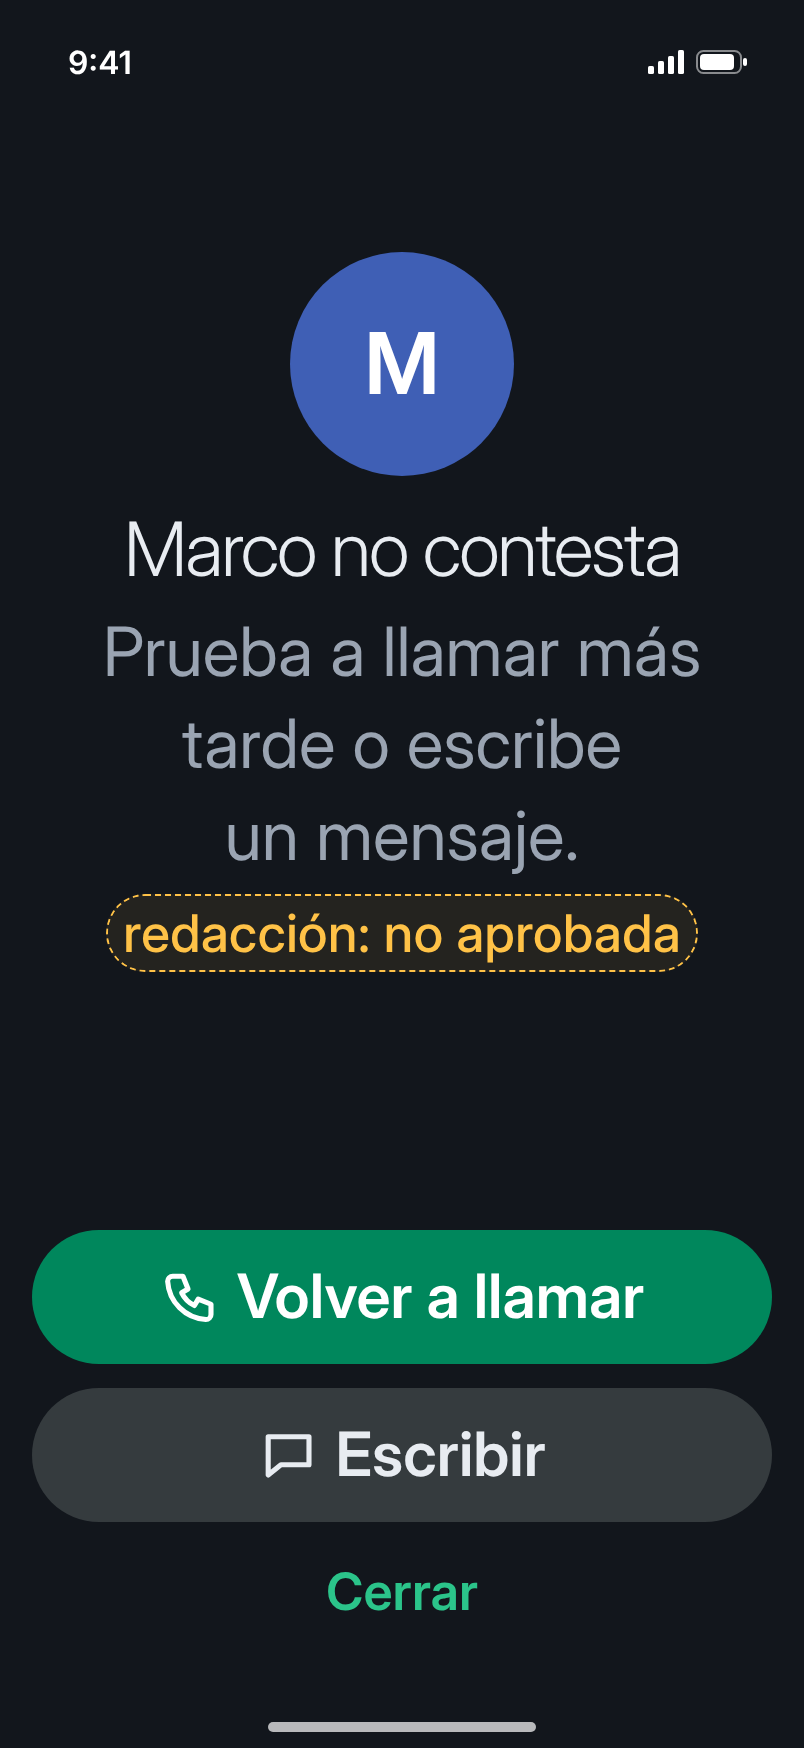 9:41
M
Marco no contesta
Prueba a llamar más
tarde o escribe
un mensaje.
redacción: no aprobada
Volver a llamar
Escribir
Cerrar